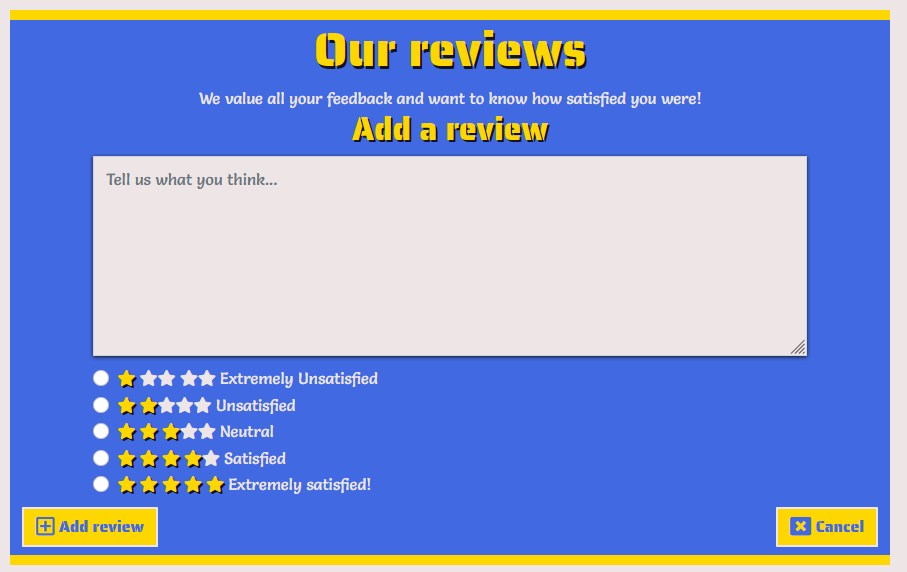 Our reviews
We value all your feedback and want to know how satisfied you were!
Add a review
Tell us what you think...
Extremely Unsatisfied
Unsatisfied
Neutral
Satisfied
Extremely satisfied!
Add review
Cancel